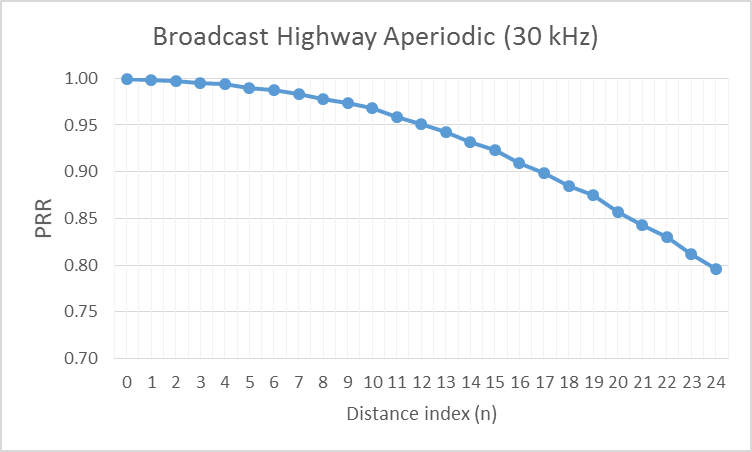 Broadcast Highway Aperiodic (30 kHz)
1.00
0.95
0.90
0.85
0.80
0.75
0.70
PRR
0 1 2 3 4 5 6 7 8 9 10 11 12 13 14 15 16 17 18 19 20 21 22 23 24
Distance index (n)